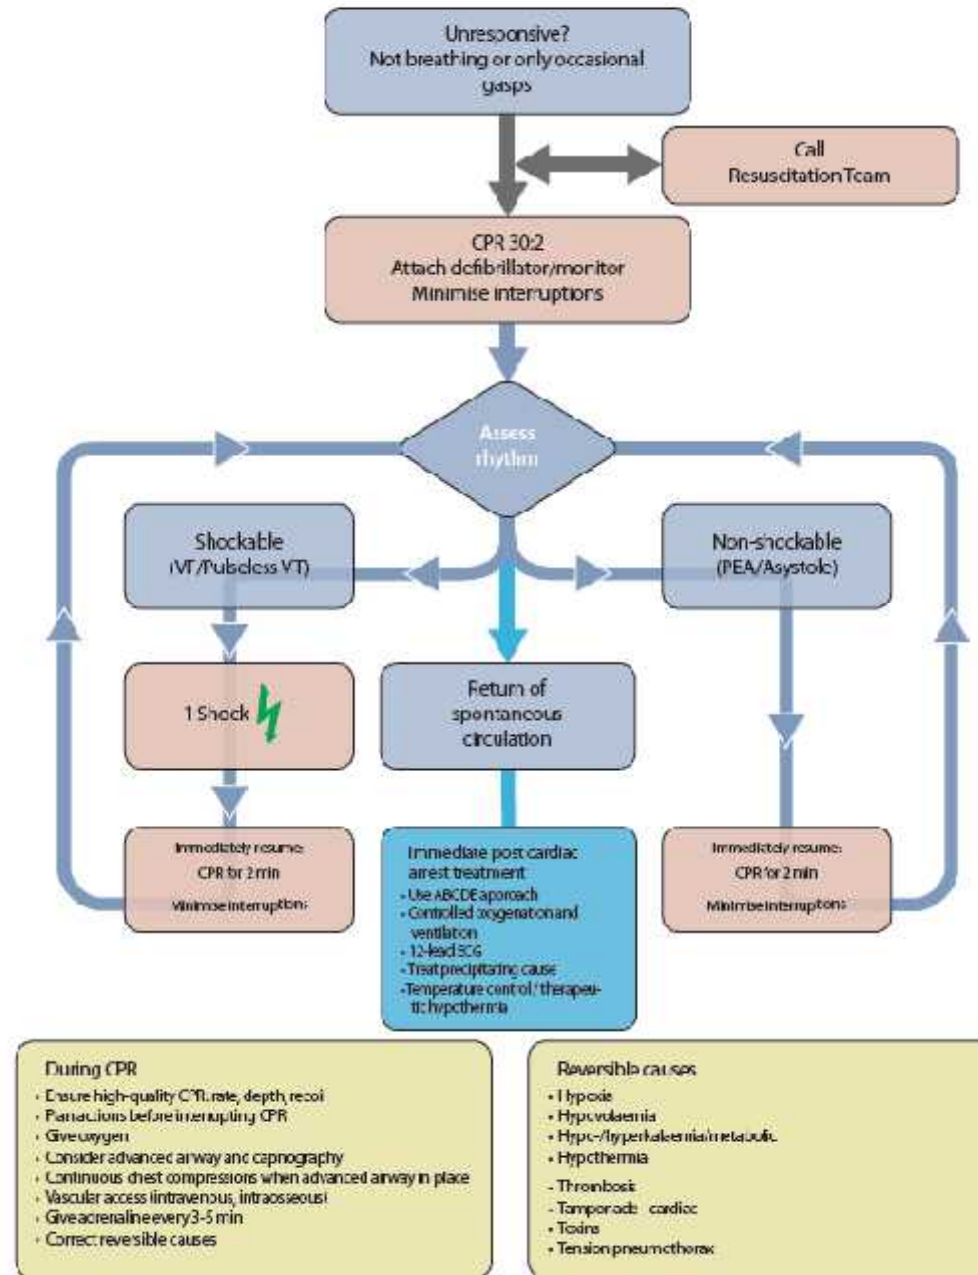 Unresponsive?
Not breathing or only occasional
gasps
Call
Resuscitation Team
CPR 30:2
Attach defibrillator/monitor
Minimise interruptions
Assess
rhythm
Shockable
(VF/Pulseless VT)
Non-shockable
(PEA/Asystole)
1 Shock
Return of
spontaneous
circulation
Immediately resume:
CPR for 2 min
Minimise interruptions
Immediate post cardiac
arrest treatment
• Use ABCDE approach
• Controlled oxygenation and
ventilation
• 12-lead ECG
• Treat precipitating cause
• Temperature control / therapeu-
tic hypothermia
Immediately resume:
CPR for 2 min
Minimise interruptions
During CPR
• Ensure high-quality CPR: rate, depth, recoil
• Plan actions before interrupting CPR
• Give oxygen
• Consider advanced airway and capnography
• Continuous chest compressions when advanced airway in place
• Vascular access (intravenous, intraosseous)
• Give adrenaline every 3-5 min
• Correct reversible causes
Reversible causes
• Hypoxia
• Hypovolaemia
• Hypo-/hyperkalaemia/metabolic
• Hypothermia
- Thrombosis
- Tamponade - cardiac
• Toxins
• Tension pneumothorax